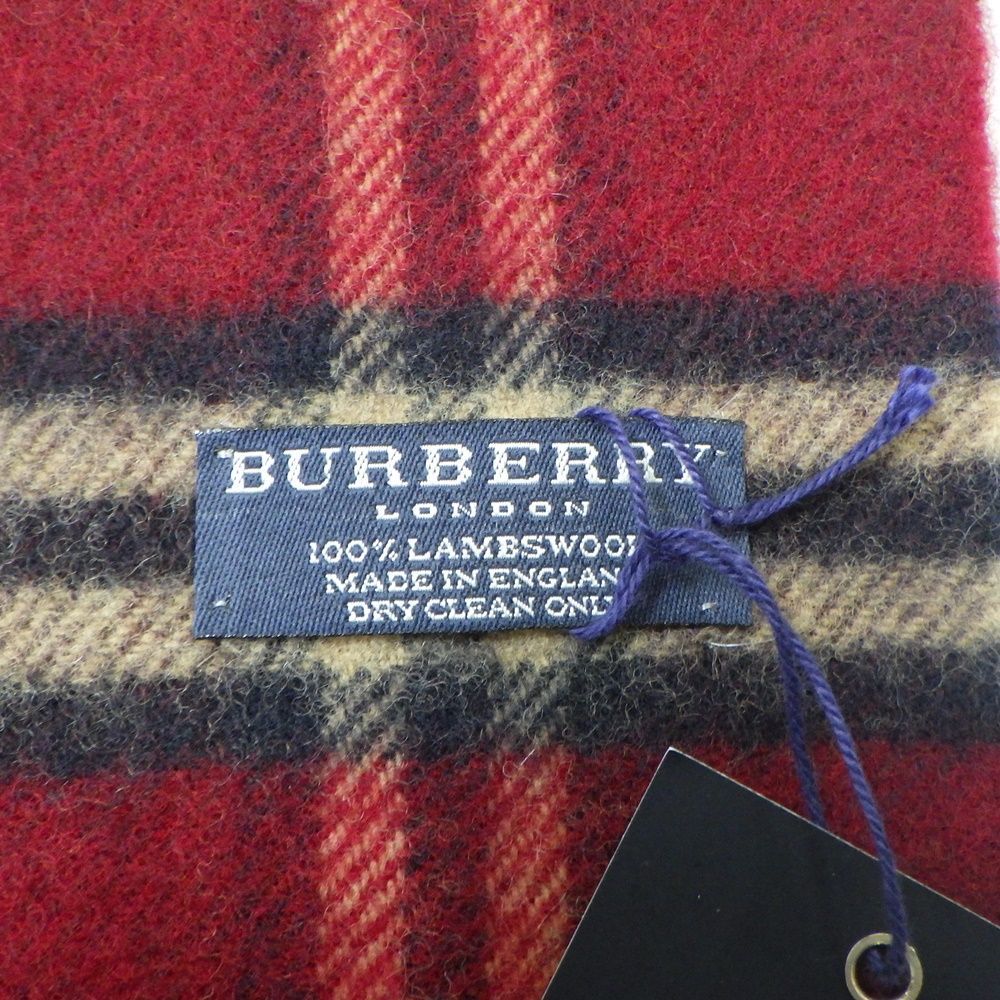 BURBERRY
LONDON
100% LAMBSWOOL
MADE IN ENGLAND
DRY CLEAN ONLY